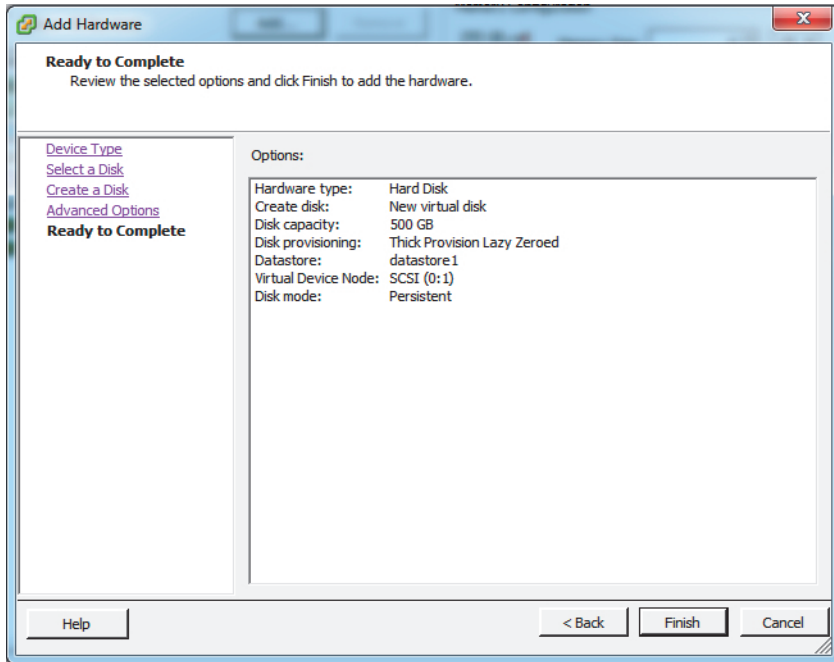 Add Hardware
Ready to Complete
Review the selected options and click Finish to add the hardware.
Device Type
Select a Disk
Create a Disk
Advanced Options
Ready to Complete
Options:
Hardware type: Hard Disk
Create disk: New virtual disk
Disk capacity: 500 GB
Disk provisioning: Thick Provision Lazy Zeroed
Datastore: datastore1
Virtual Device Node: SCSI (0:1)
Disk mode: Persistent
Help
< Back
Finish
Cancel